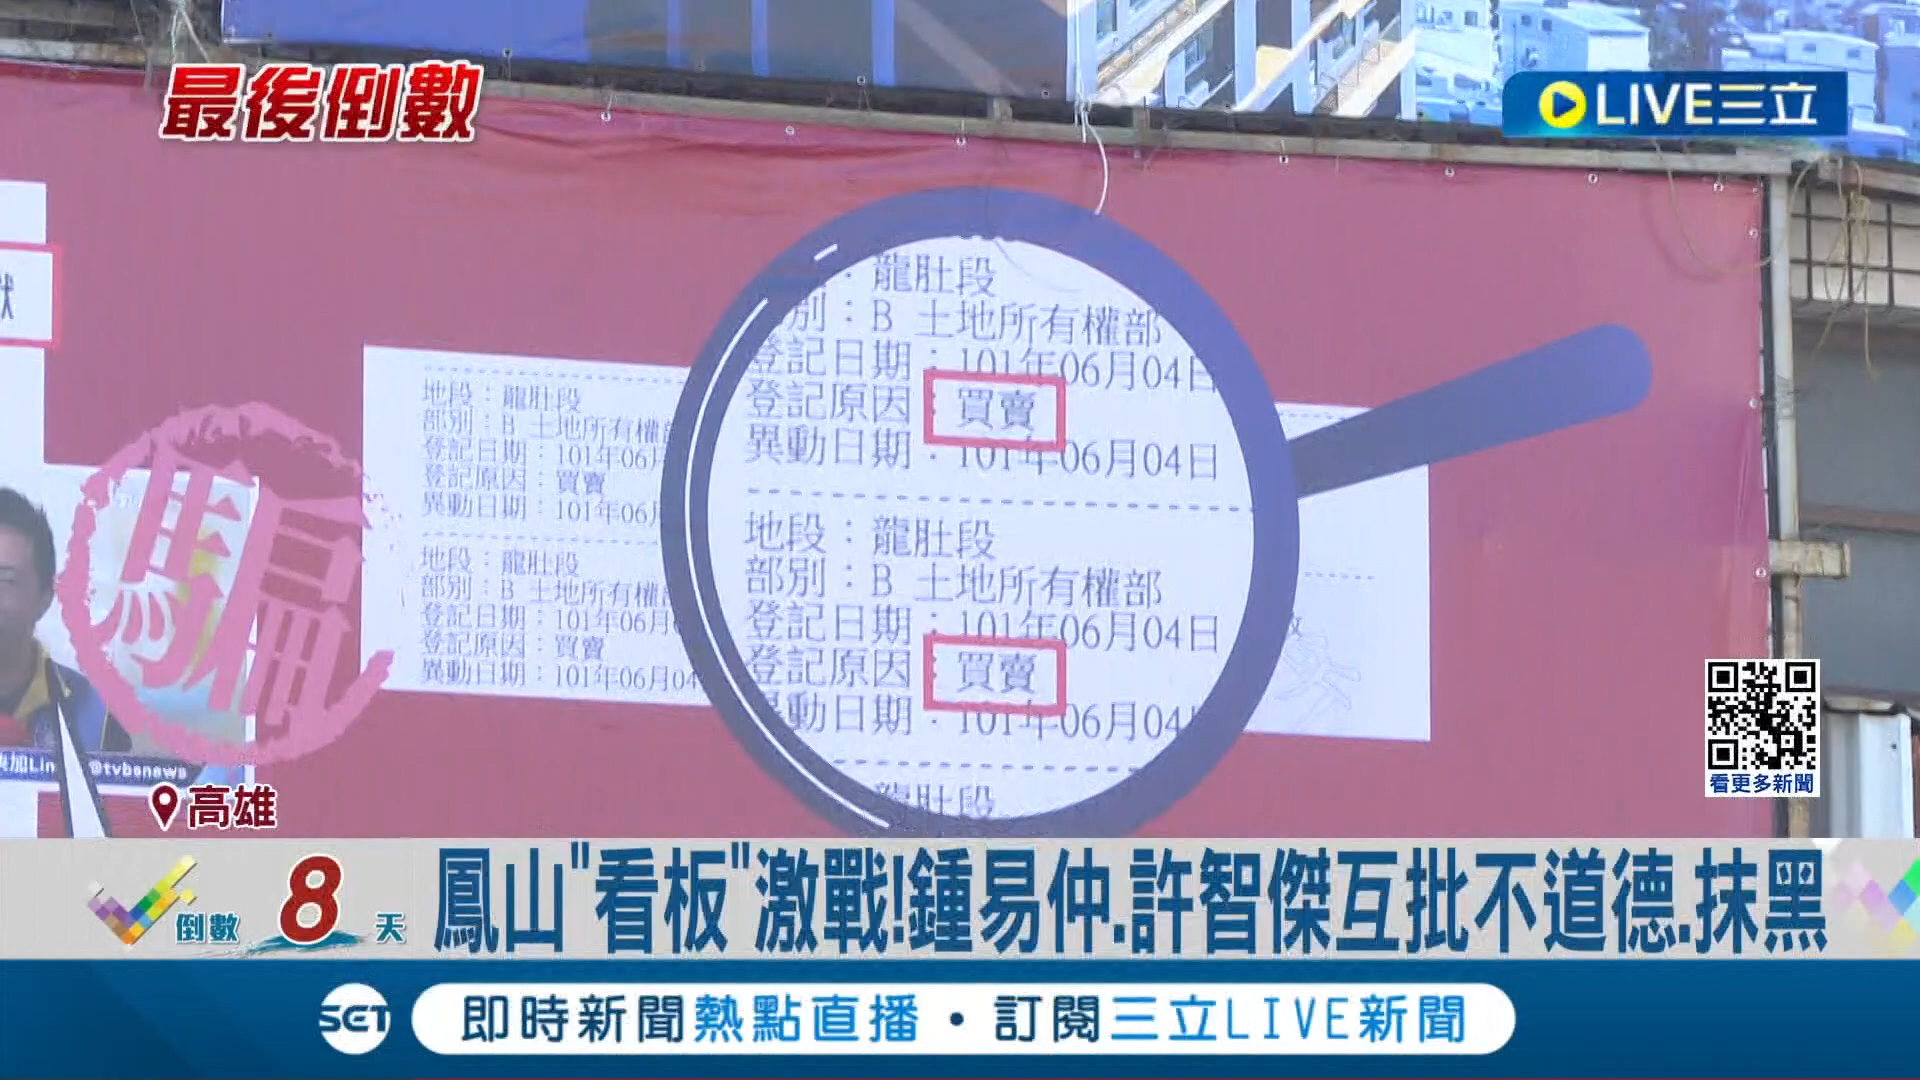 最後倒數
LIVE三立
龍肚段
別：B 土地所有權部
登記日期：101年06月04日
登記原因：買賣
異動日期：101年06月04日
地段：龍肚段
部別：B 土地所有權部
登記日期：101年06月04日
登記原因：買賣
異動日期：101年06月04
龍肚段
地段：龍肚段
部別：B 土地所有權
登記日期：101年06月
登記原因：買賣
異動日期：101年06月
地段：龍肚段
部別：B 土地所有權
登記日期：101年06月
登記原因：買賣
異動日期：101年06月04
騙
@tvbsnews
看更多新聞
高雄
倒數 8 天
鳳山"看板"激戰!鍾易仲.許智傑互批不道德.抹黑
SET 即時新聞熱點直播・訂閱三立LIVE新聞